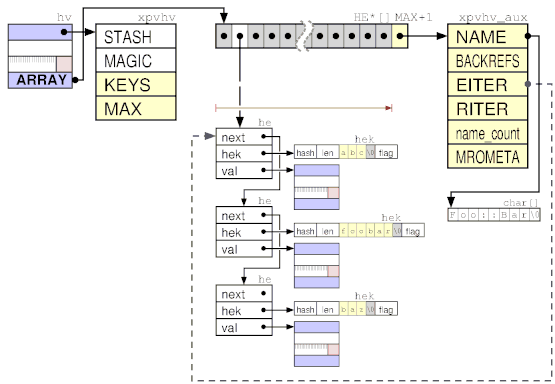 hv
xpvhv
HE*[] MAX+1
xpvhv_aux
STASH
MAGIC
KEYS
MAX
ARRAY
NAME
BACKREFS
EITER
RITER
name_count
MROMETA
he
next
hek
val
hek
hash len a b c \0 flag
char[]
F o o : : B a r \0
he
next
hek
val
hek
hash len f o o b a r \0 flag
he
next
hek
val
hek
hash len b a r \0 flag